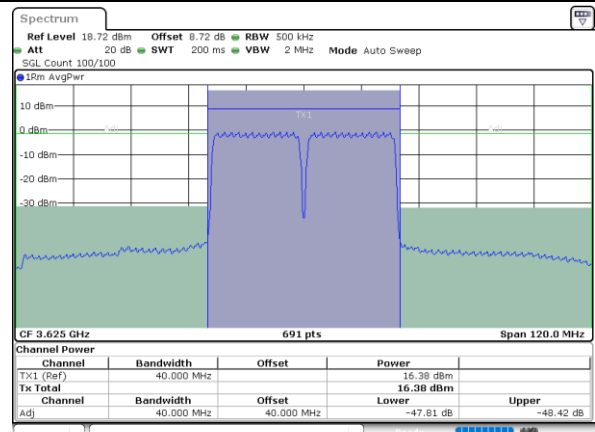 Spectrum
Ref Level 18.72 dBm Offset 8.72 dB RBW 500 kHz
Att 20 dB SWT 200 ms VBW 2 MHz Mode Auto Sweep
SGL Count 100/100
1Rm AvgPwr
10 dBm
TX1
0 dBm Adj Adj
-10 dBm
-20 dBm
-30 dBm
CF 3.625 GHz 691 pts Span 120.0 MHz
Channel Power
Channel Bandwidth Offset Power
TX1 (Ref) 40.000 MHz 16.38 dBm
Tx Total 16.38 dBm
Channel Bandwidth Offset Lower Upper
Adj 40.000 MHz 40.000 MHz -47.81 dB -48.42 dB